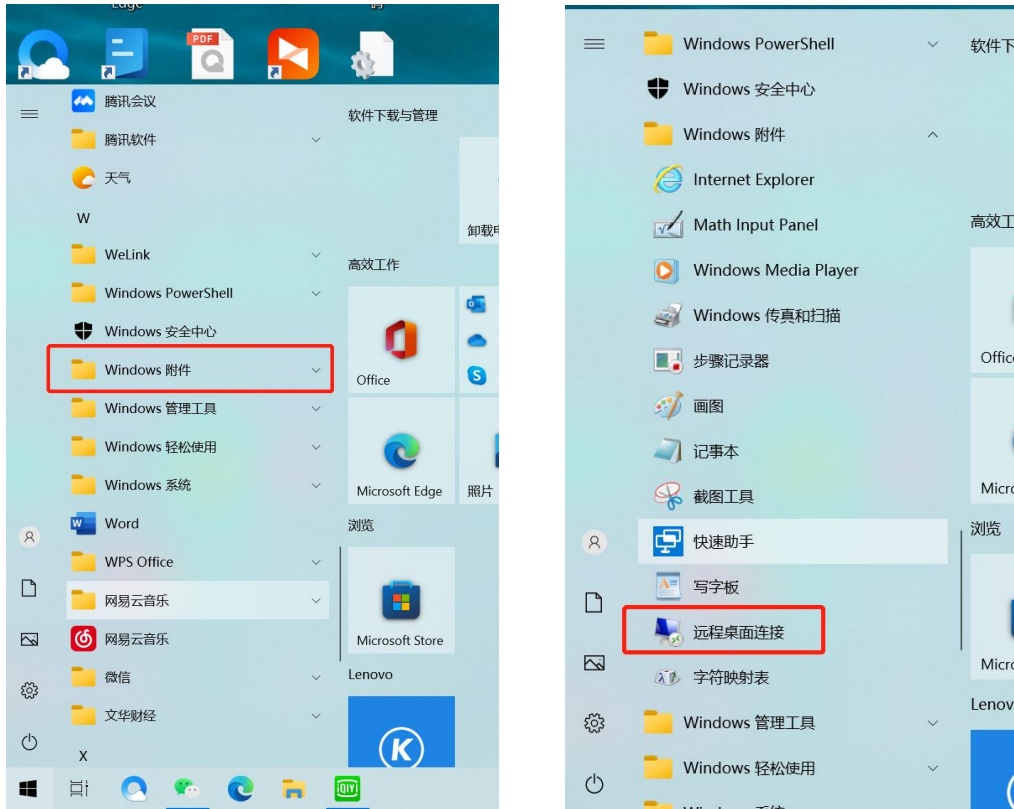 Edge
码
PDF
腾讯会议
腾讯软件
天气
W
WeLink
Windows PowerShell
Windows 安全中心
Windows 附件
Windows 管理工具
Windows 轻松使用
Windows 系统
Word
WPS Office
网易云音乐
网易云音乐
微信
文华财经
X
软件下载与管理
卸载
高效工作
Office
Microsoft Edge
照片
浏览
Microsoft Store
Lenovo
K
iQIYI
Windows PowerShell
Windows 安全中心
Windows 附件
Internet Explorer
Math Input Panel
Windows Media Player
Windows 传真和扫描
步骤记录器
画图
记事本
截图工具
快速助手
写字板
远程桌面连接
字符映射表
Windows 管理工具
Windows 轻松使用
软件下
高效工
Office
Micro
浏览
Micro
Lenov